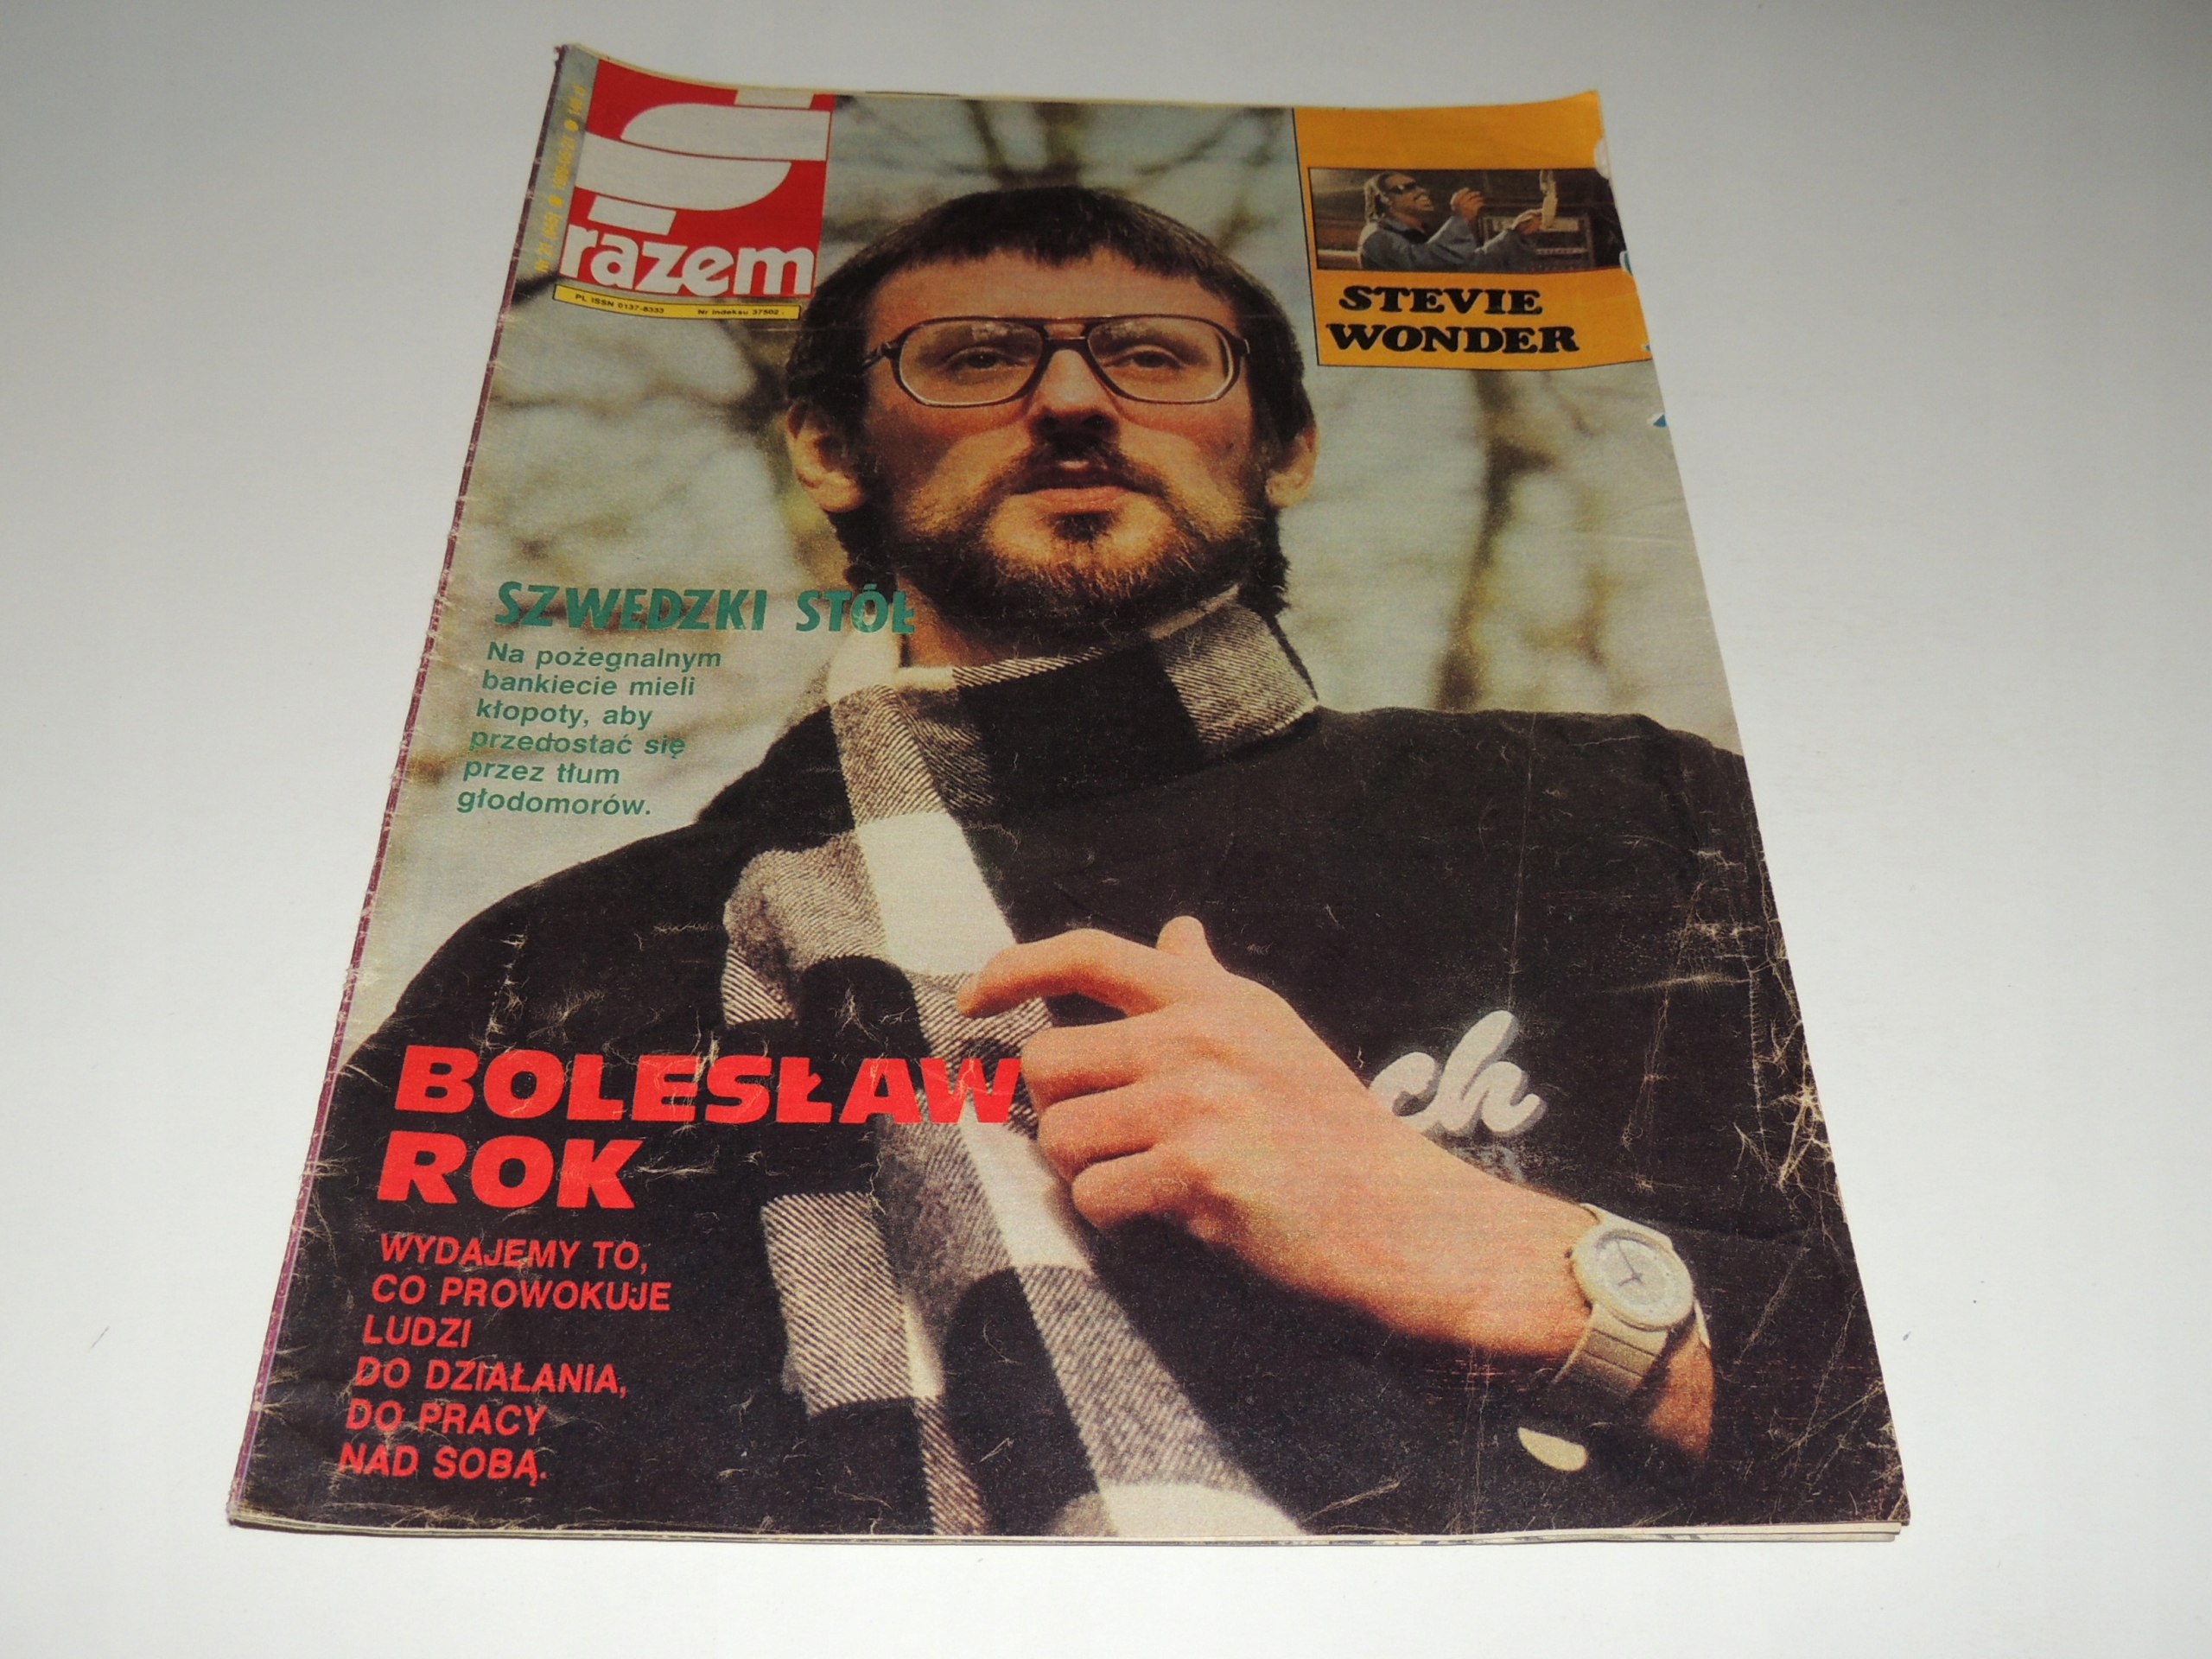 razem
PL ISSN 0137-8333 Nr indeksu 37502
STEVIE
WONDER
SZWEDZKI STÓŁ
Na pożegnalnym
bankiecie mieli
kłopoty, aby
przedostać się
przez tłum
głodomorów.
BOLESŁAW
ROK
WYDAJEMY TO,
CO PROWOKUJE
LUDZI
DO DZIAŁANIA,
DO PRACY
NAD SOBĄ.
ch